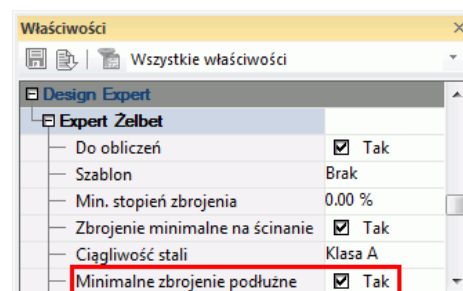 Właściwości
Wszystkie właściwości
Design Expert
Expert Żelbet
Do obliczeń Tak
Szablon Brak
Min. stopień zbrojenia 0.00 %
Zbrojenie minimalne na ścinanie Tak
Ciągliwość stali Klasa A
Minimalne zbrojenie podłużne Tak